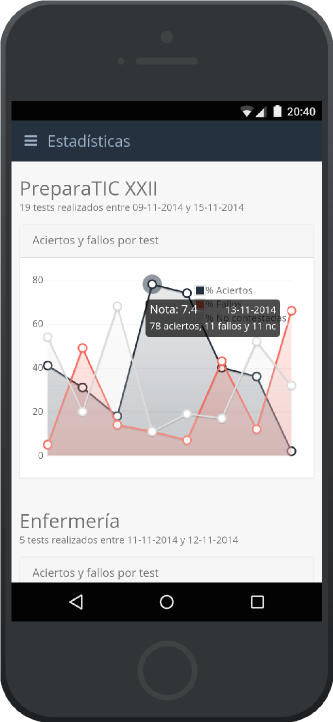 20:40
Estadísticas
PreparaTIC XXII
19 tests realizados entre 09-11-2014 y 15-11-2014
Aciertos y fallos por test
80
% Aciertos
% Fallos
Nota: 7.4 13-11-2014
% No contestadas
78 aciertos, 11 fallos y 11 nc
60
40
20
0
Enfermería
5 tests realizados entre 11-11-2014 y 12-11-2014
Aciertos y fallos por test